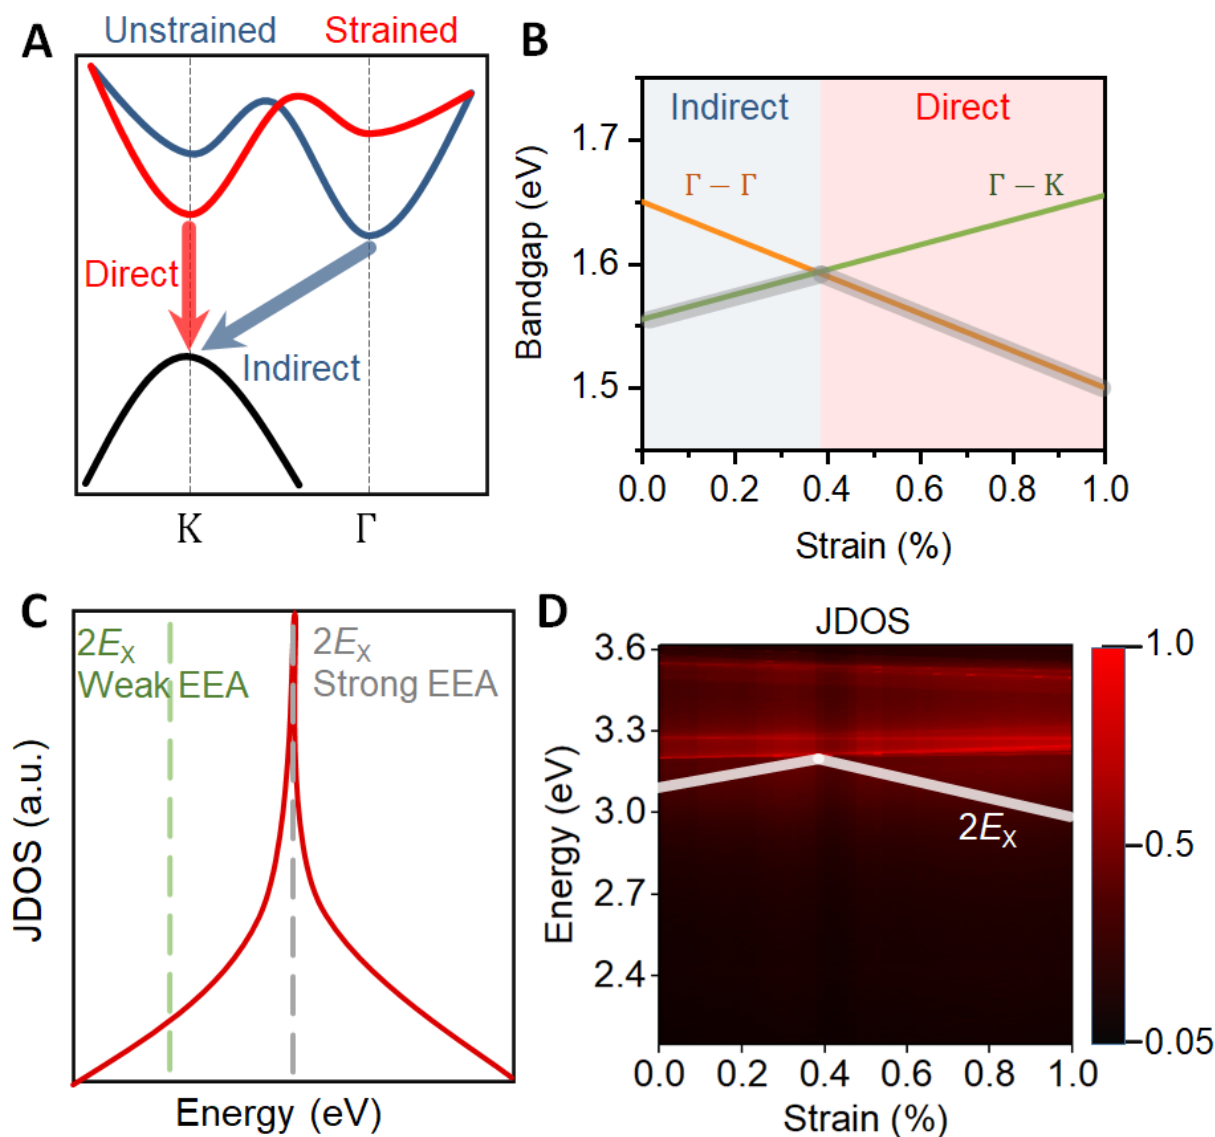 A
Unstrained
Strained
Direct
Indirect
K
Γ
B
Indirect
Direct
Γ – Γ
Γ – K
1.7
1.6
1.5
Bandgap (eV)
0.0 0.2 0.4 0.6 0.8 1.0
Strain (%)
C
2EX
Weak EEA
2EX
Strong EEA
JDOS (a.u.)
Energy (eV)
D
JDOS
3.6
3.3
3.0
2.7
2.4
Energy (eV)
2EX
0.0 0.2 0.4 0.6 0.8 1.0
Strain (%)
1.0
0.5
0.05